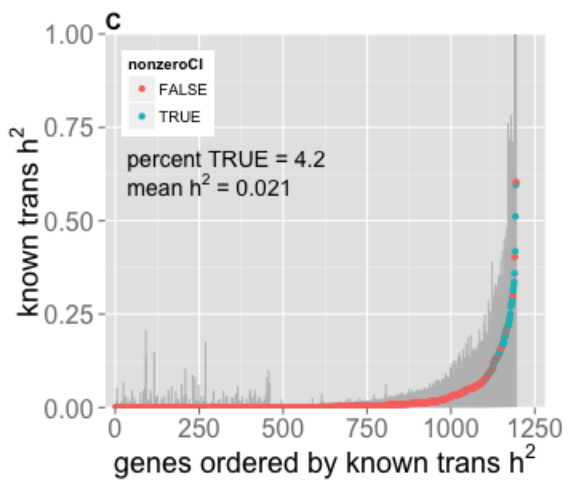 C
1.00
0.75
0.50
0.25
0.00
known trans h²
nonzeroCI
FALSE
TRUE
percent TRUE = 4.2
mean h² = 0.021
0 250 500 750 1000 1250
genes ordered by known trans h²